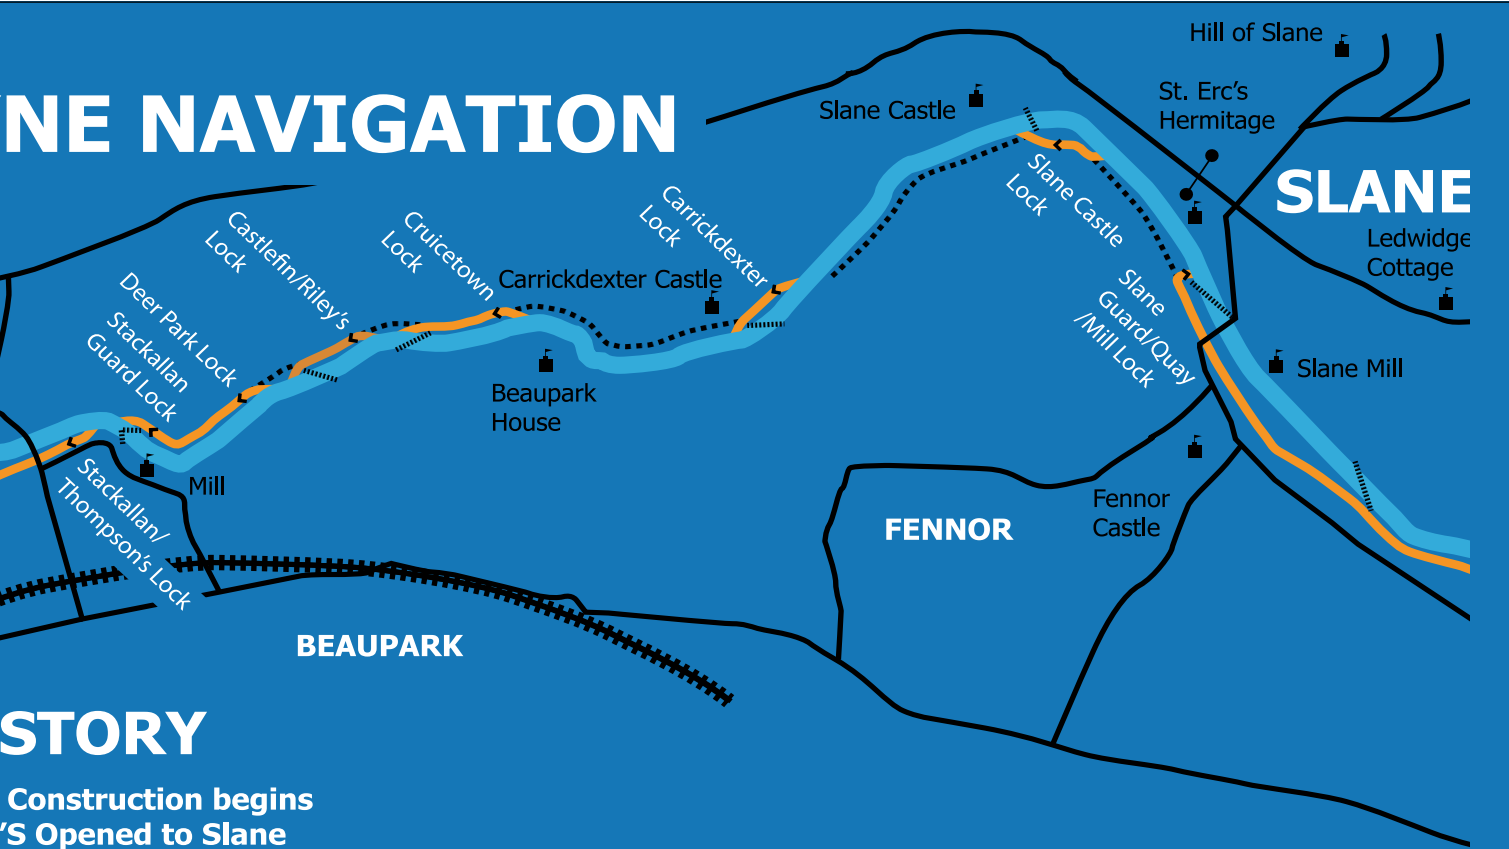 Hill of Slane
St. Erc's
Hermitage
Slane Castle
NE NAVIGATION
SLANE
Ledwidge
Cottage
Slane Castle
Lock
Carrickdexter
Lock
Cruicetown
Lock
Castlefin/Riley's
Lock
Carrickdexter Castle
Deer Park Lock
Stackallan
Guard Lock
Slane
Guard/Quay
/Mill Lock
Slane Mill
Beaupark
House
Mill
Stackallan/
Thompson's Lock
Fennor
Castle
FENNOR
BEAUPARK
STORY
Construction begins
'S Opened to Slane